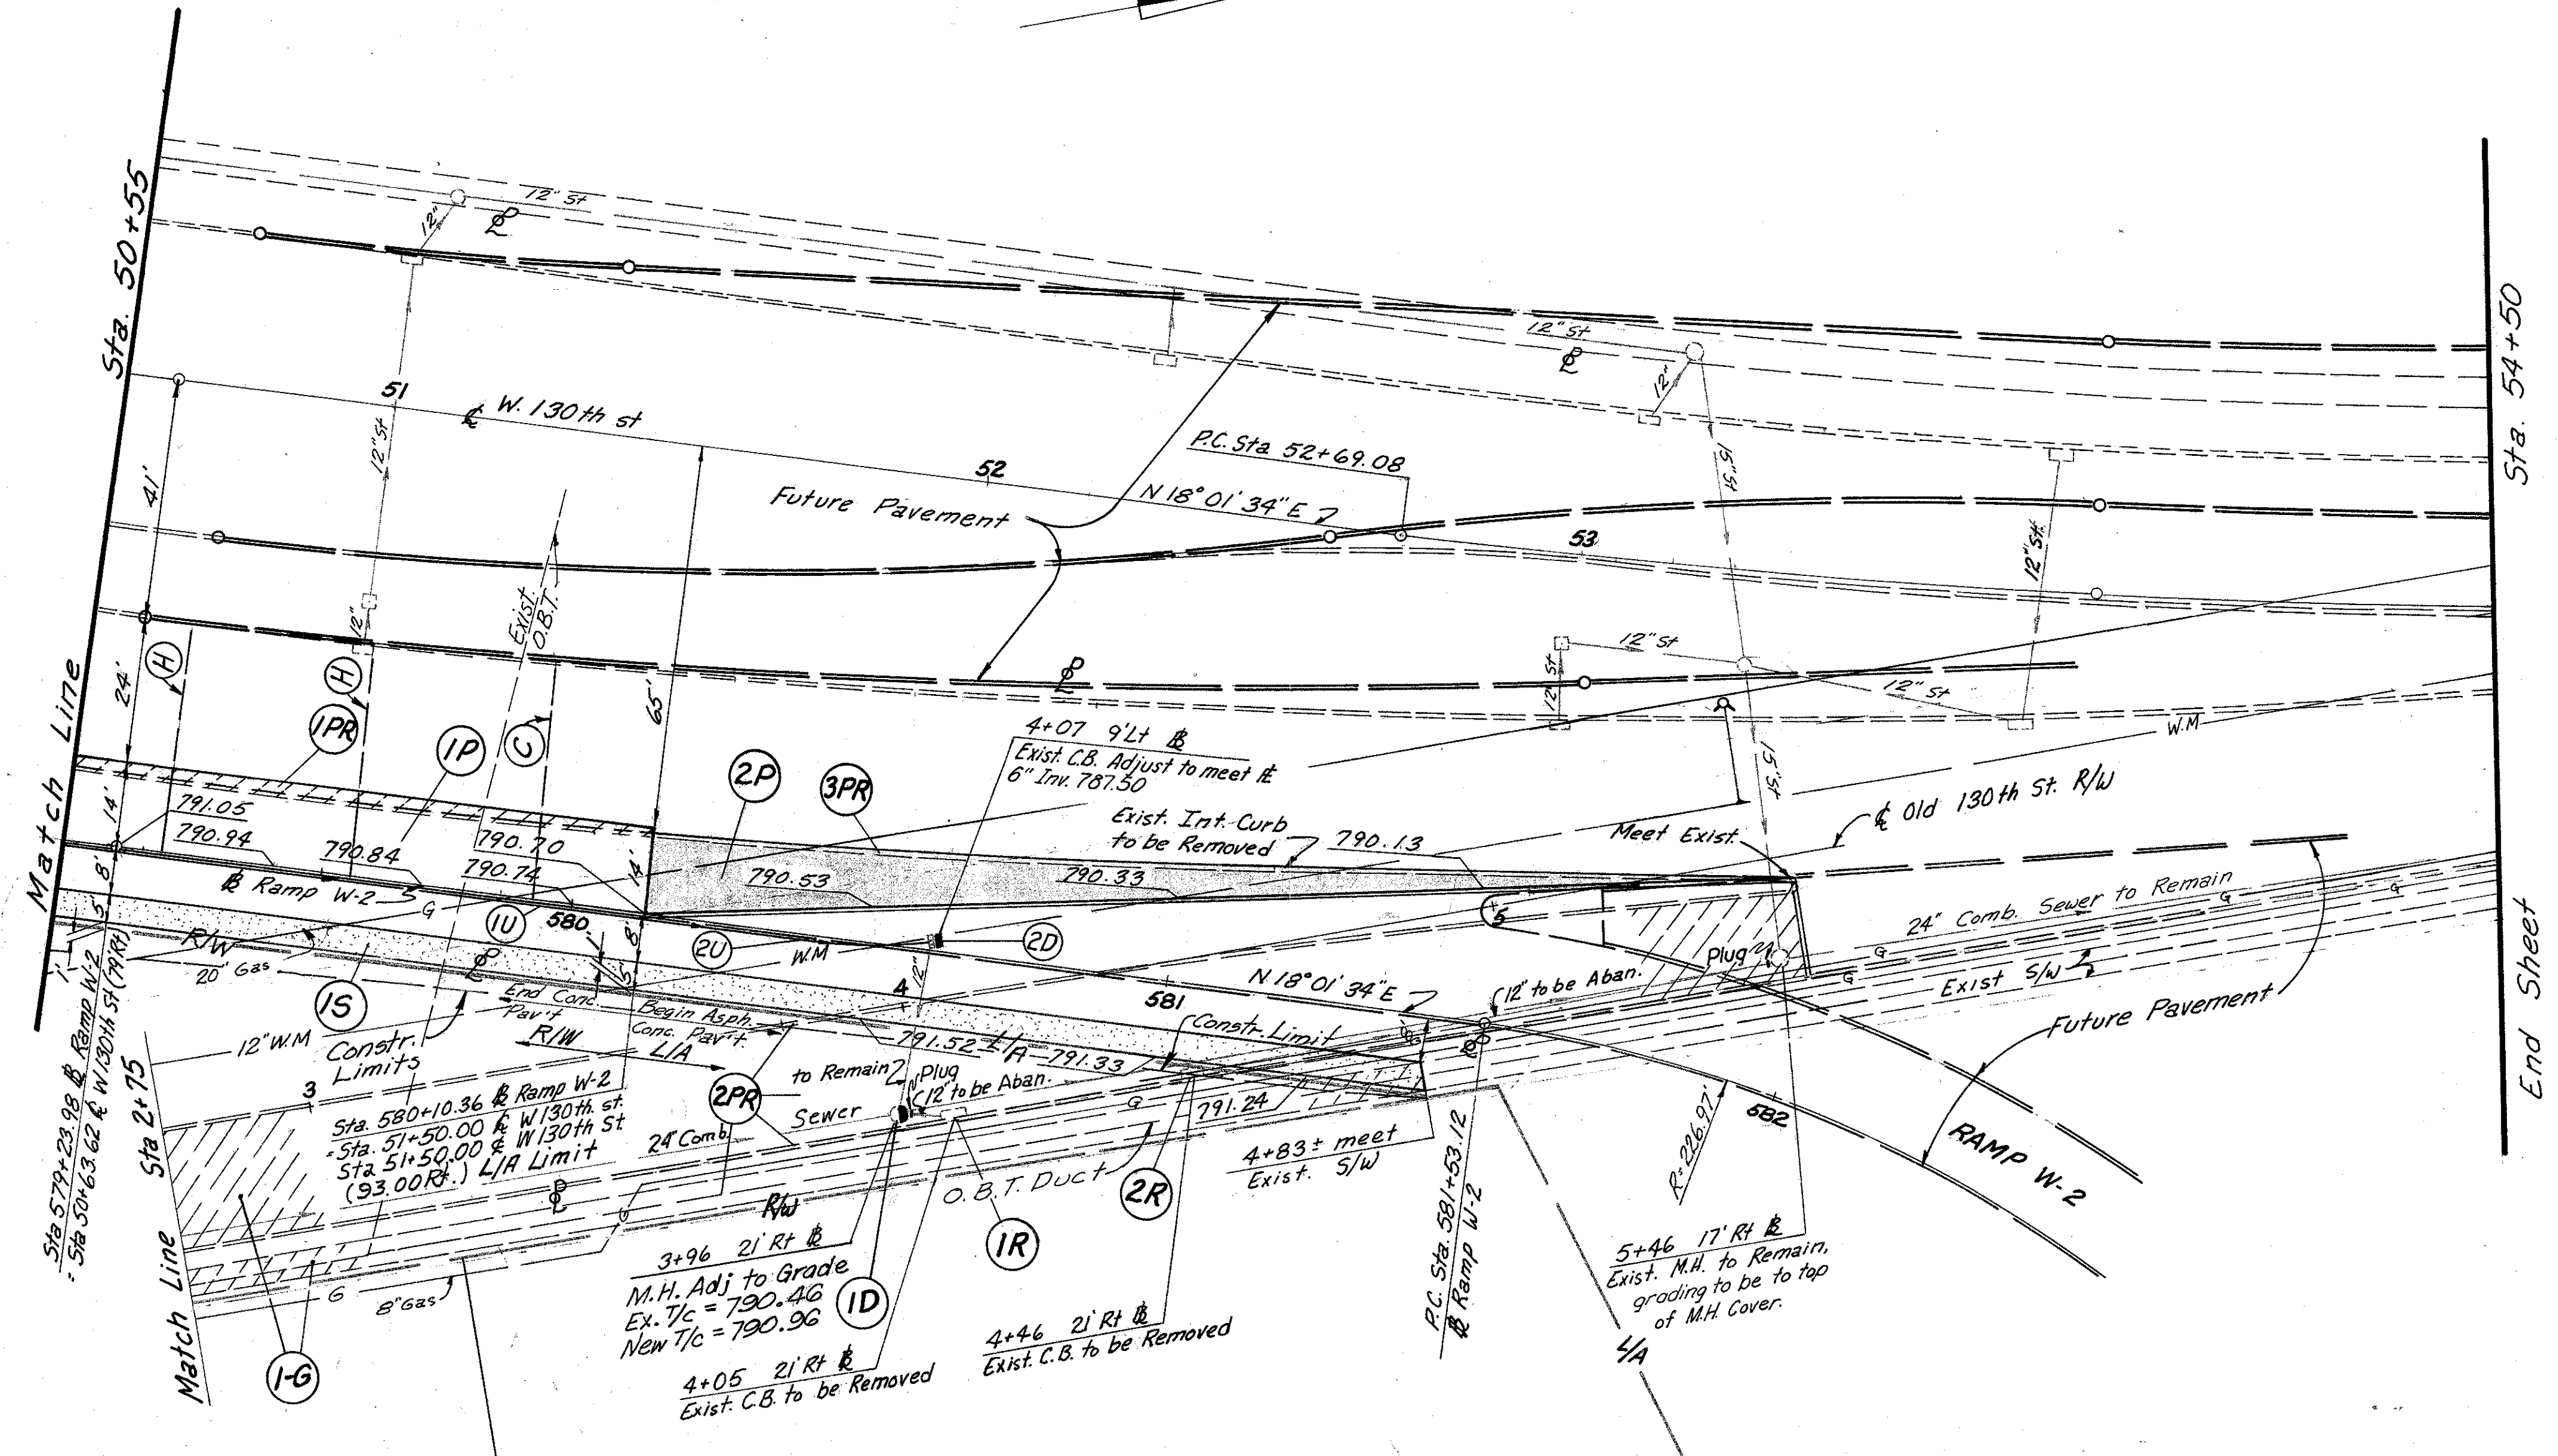 Sta. 50+55
Match Line
12" St
12"
P
51
W. 130th st
12" St
41'
52
P.C. Sta 52+69.08
N 18° 01' 34" E
Future Pavement
53
12" St
P
12"
15" St
12" St.
Sta. 54+50
End Sheet
24'
H
12"
H
Exist.
O.B.T.
1PR
1P
C
65'
P
12" St
12" St
12" St
W.M
15" St
2P
3PR
4+07 9' Lt B
Exist. C.B. Adjust to meet
6" Inv. 787.50
Exist. Int. Curb
to be Removed
790.13
Meet Exist.
Old 130th St. R/W
14'
791.05
790.94
790.84
790.70
790.74
14'
790.53
790.33
8'
B Ramp W-2
G
1U
580
8'
2U
W.M
2D
5
24" Comb. Sewer to Remain
G
G
G
G
Plug
Exist S/W
Future Pavement
5'
1'
R/W
20" Gas
1S
P
5'
1'
End Conc.
Pav't
Begin Asph.
Conc. Pav't.
4
12"
581
N 18° 01' 34" E
12" to be Aban.
Constr. Limit
8'
G
P
12" W.M
Constr.
Limits
R/W
L/A
791.52
L/A
791.33
to Remain
Plug
12" to be Aban.
Sewer
2PR
24" Comb.
G
791.24
3
Sta. 580+10.36 B Ramp W-2
= Sta. 51+50.00 W 130th st.
Sta 51+50.00 W 130th St
(93.00 Rt.) L/A Limit
4+83± meet
Exist. S/W
R=226.97'
582
RAMP W-2
Sta 579+23.98 B Ramp W-2
= Sta 50+63.62 W 130th St (79' Rt)
Sta 2+75
Match Line
P
G
O.B.T. Duct
2R
R/W
1R
3+96 21' Rt B
M.H. Adj to Grade
Ex. T/c = 790.46
New T/c = 790.96
1D
G
8" Gas
1-G
4+05 21' Rt B
Exist. C.B. to be Removed
4+46 21' Rt B
Exist. C.B. to be Removed
P.C. Sta. 581+53.12
B Ramp W-2
5+46 17' Rt B
Exist. M.H. to Remain,
grading to be to top
of M.H. Cover.
L/A